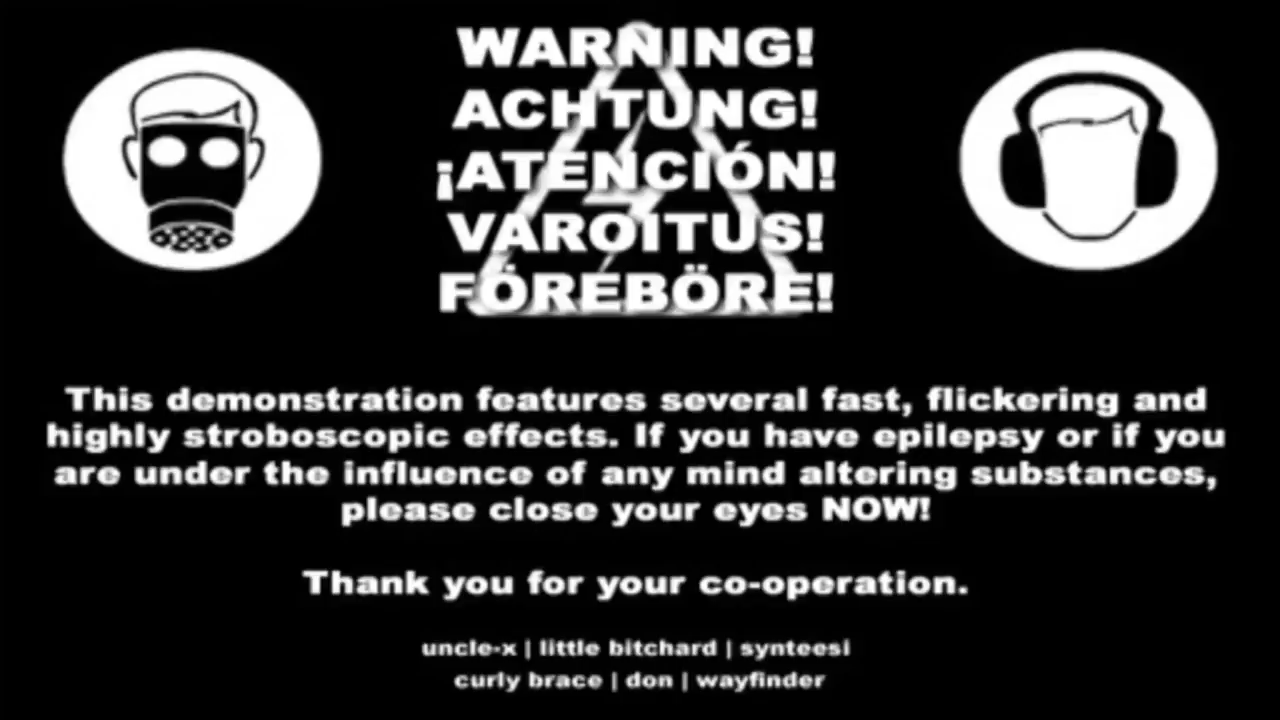 WARNING!
ACHTUNG!
¡ATENCIÓN!
VAROITUS!
FÖREBÖRE!
This demonstration features several fast, flickering and
highly stroboscopic effects. If you have epilepsy or if you
are under the influence of any mind altering substances,
please close your eyes NOW!
Thank you for your co-operation.
uncle-x | little bitchard | synteesi
curly brace | don | wayfinder